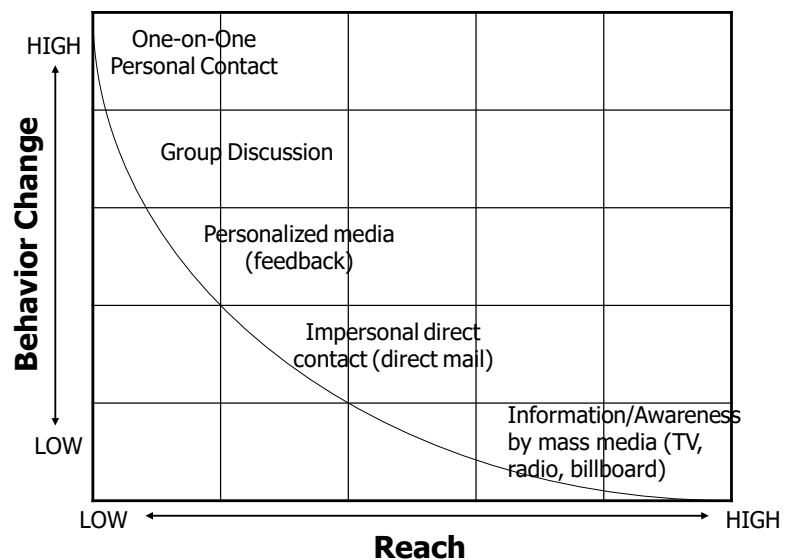 HIGH
One-on-One
Personal Contact
Group Discussion
Behavior Change
Personalized media
(feedback)
Impersonal direct
contact (direct mail)
Information/Awareness
by mass media (TV,
radio, billboard)
LOW
LOW
HIGH
Reach